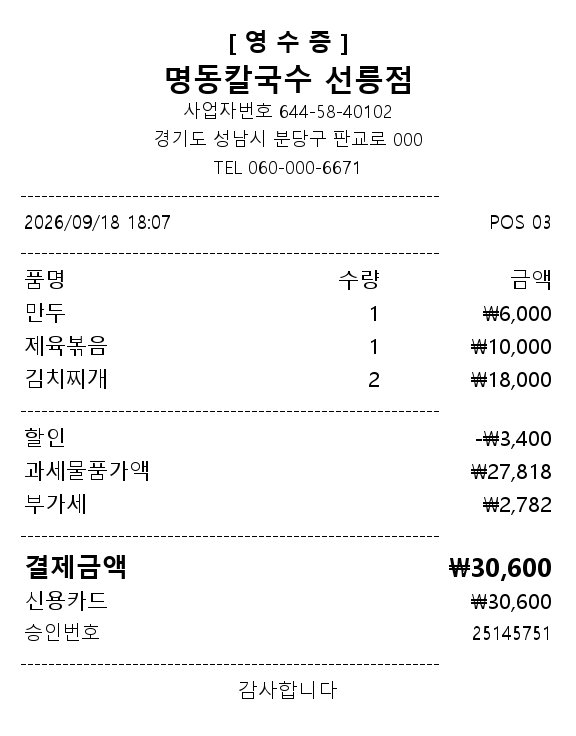 [ 영 수 증 ]
명동칼국수 선릉점
사업자번호 644-58-40102
경기도 성남시 분당구 판교로 000
TEL 060-000-6671
2026/09/18 18:07 POS 03
품명 수량 금액
만두 1 ₩6,000
제육볶음 1 ₩10,000
김치찌개 2 ₩18,000
할인 -₩3,400
과세물품가액 ₩27,818
부가세 ₩2,782
결제금액 ₩30,600
신용카드 ₩30,600
승인번호 25145751
감사합니다